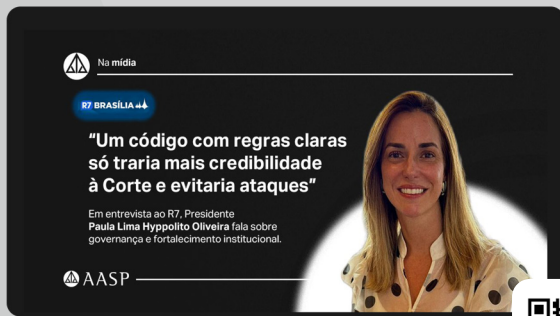 Na mídia
R7 BRASÍLIA
“Um código com regras claras
só traria mais credibilidade
à Corte e evitaria ataques”
Em entrevista ao R7, Presidente
Paula Lima Hyppolito Oliveira fala sobre
governança e fortalecimento institucional.
AASP